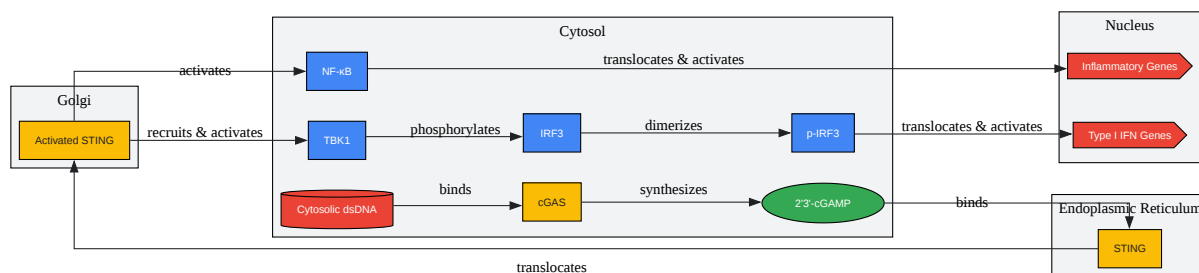 Cytosol
Nucleus
NF-κB
translocates & activates
Inflammatory Genes
activates
Golgi
Activated STING
recruits & activates
TBK1
phosphorylates
IRF3
dimerizes
p-IRF3
translocates & activates
Type I IFN Genes
Cytosolic dsDNA
binds
cGAS
synthesizes
2'3'-cGAMP
binds
Endoplasmic Reticulum
STING
translocates